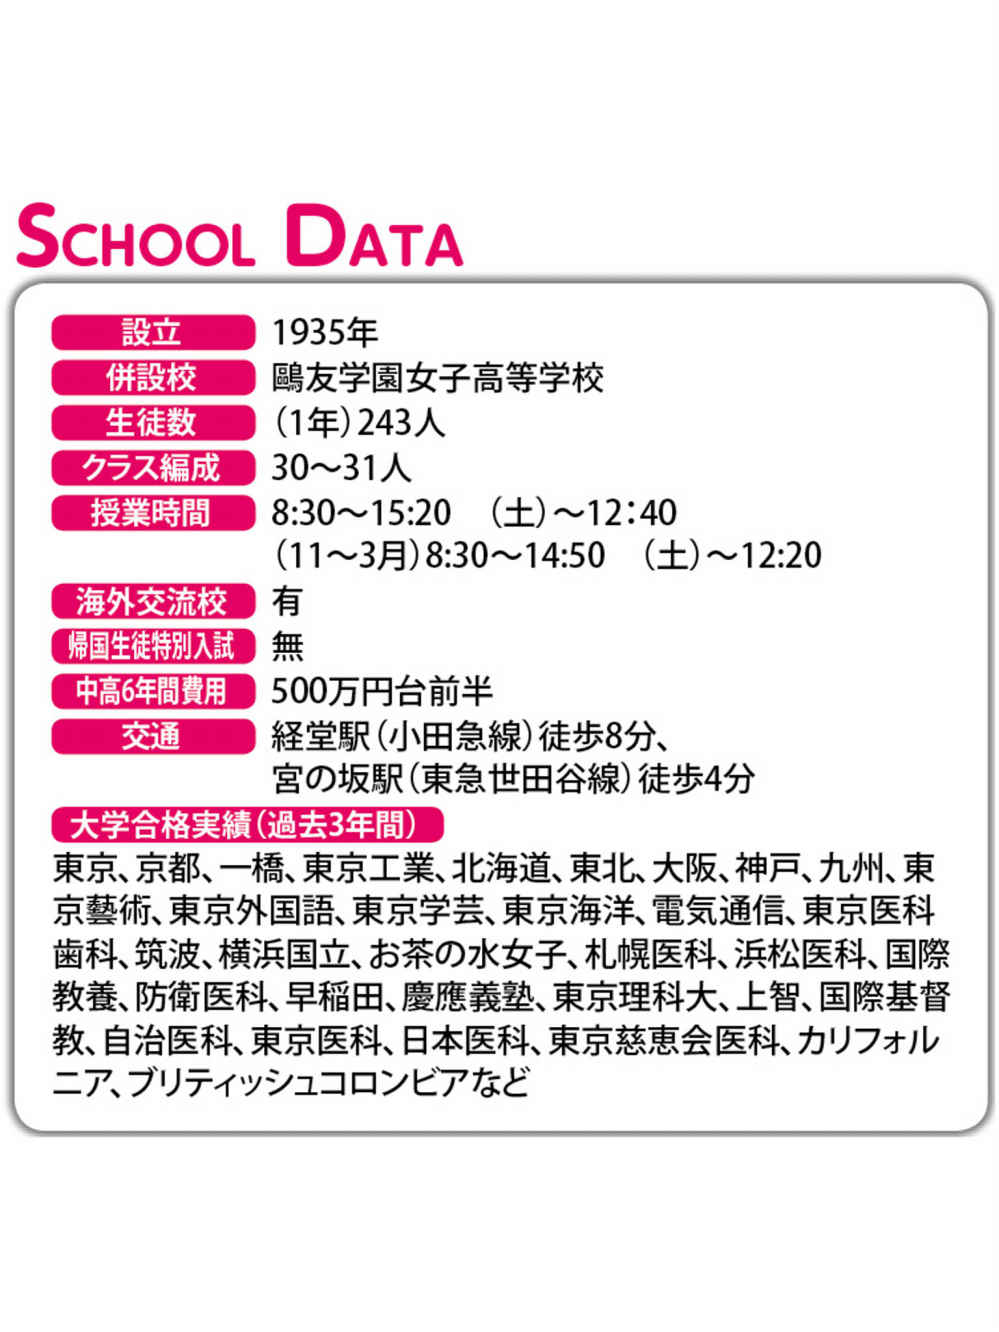 SCHOOL DATA
設立 1935年
併設校 鷗友学園女子高等学校
生徒数 (1年)243人
クラス編成 30〜31人
授業時間 8:30〜15:20 (土)〜12:40
(11〜3月)8:30〜14:50 (土)〜12:20
海外交流校 有
帰国生徒特別入試 無
中高6年間費用 500万円台前半
交通 経堂駅(小田急線)徒歩8分、
宮の坂駅(東急世田谷線)徒歩4分
大学合格実績(過去3年間)
東京、京都、一橋、東京工業、北海道、東北、大阪、神戸、九州、東
京藝術、東京外国語、東京学芸、東京海洋、電気通信、東京医科
歯科、筑波、横浜国立、お茶の水女子、札幌医科、浜松医科、国際
教養、防衛医科、早稲田、慶應義塾、東京理科大、上智、国際基督
教、自治医科、東京医科、日本医科、東京慈恵会医科、カリフォル
ニア、ブリティッシュコロンビアなど